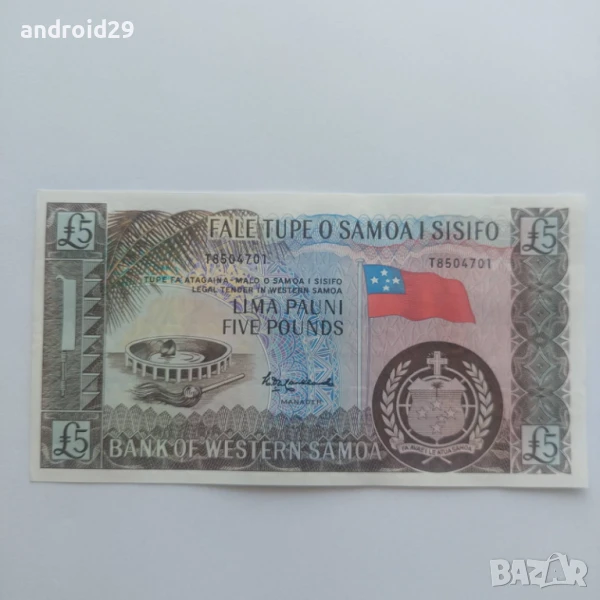 android29
£5
£5
FALE TUPE O SAMOA I SISIFO
T8504701
T8504701
TUPE FA'ATAGAINA - MALO O SAMOA I SISIFO
LEGAL TENDER IN WESTERN SAMOA
LIMA PAUNI
FIVE POUNDS
MANAGER
£5
£5
BANK OF WESTERN SAMOA
BAZAR